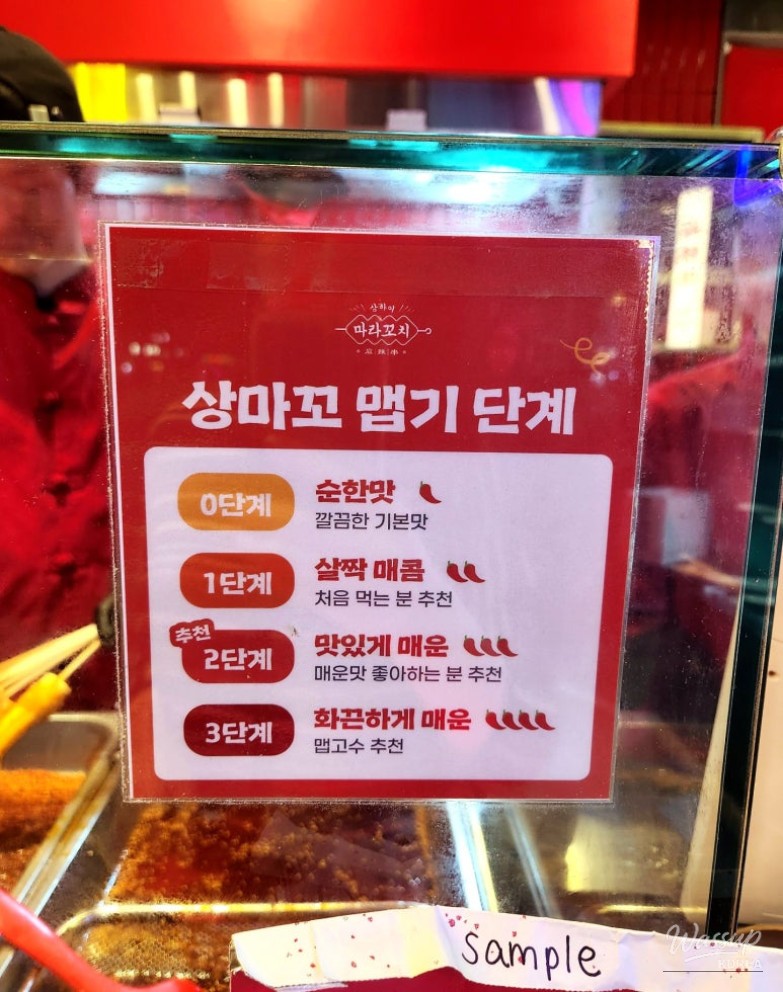 상하이
마라꼬치
상마꼬 맵기 단계
0단계
순한맛
깔끔한 기본맛
1단계
살짝 매콤
처음 먹는 분 추천
추천
2단계
맛있게 매운
매운맛 좋아하는 분 추천
3단계
화끈하게 매운
맵고수 추천
sample
Wassup
KOREA